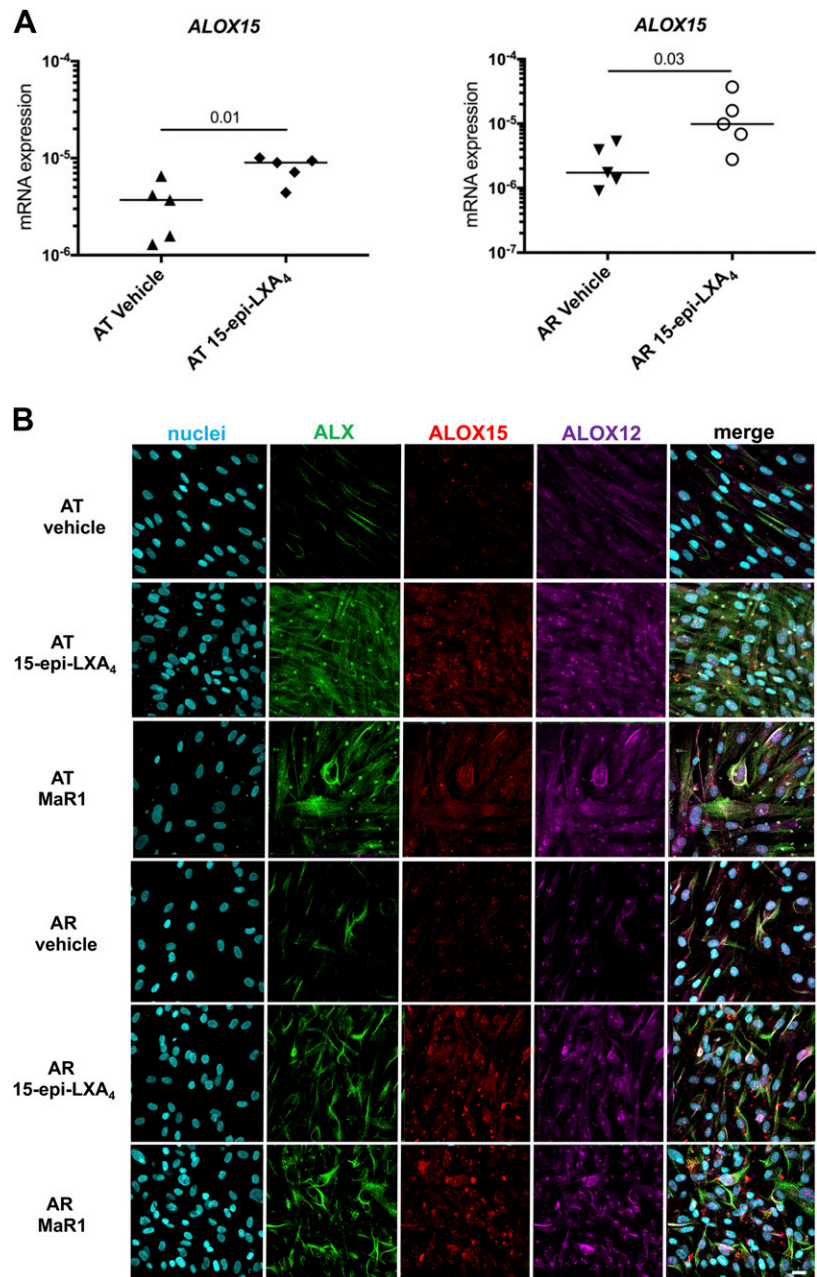 A
ALOX15
mRNA expression
10⁻⁴
10⁻⁵
10⁻⁶
0.01
AT Vehicle
AT 15-epi-LXA₄
ALOX15
mRNA expression
10⁻⁴
10⁻⁵
10⁻⁶
10⁻⁷
0.03
AR Vehicle
AR 15-epi-LXA₄
B
nuclei ALX ALOX15 ALOX12 merge
AT
vehicle
AT
15-epi-LXA₄
AT
MaR1
AR
vehicle
AR
15-epi-LXA₄
AR
MaR1